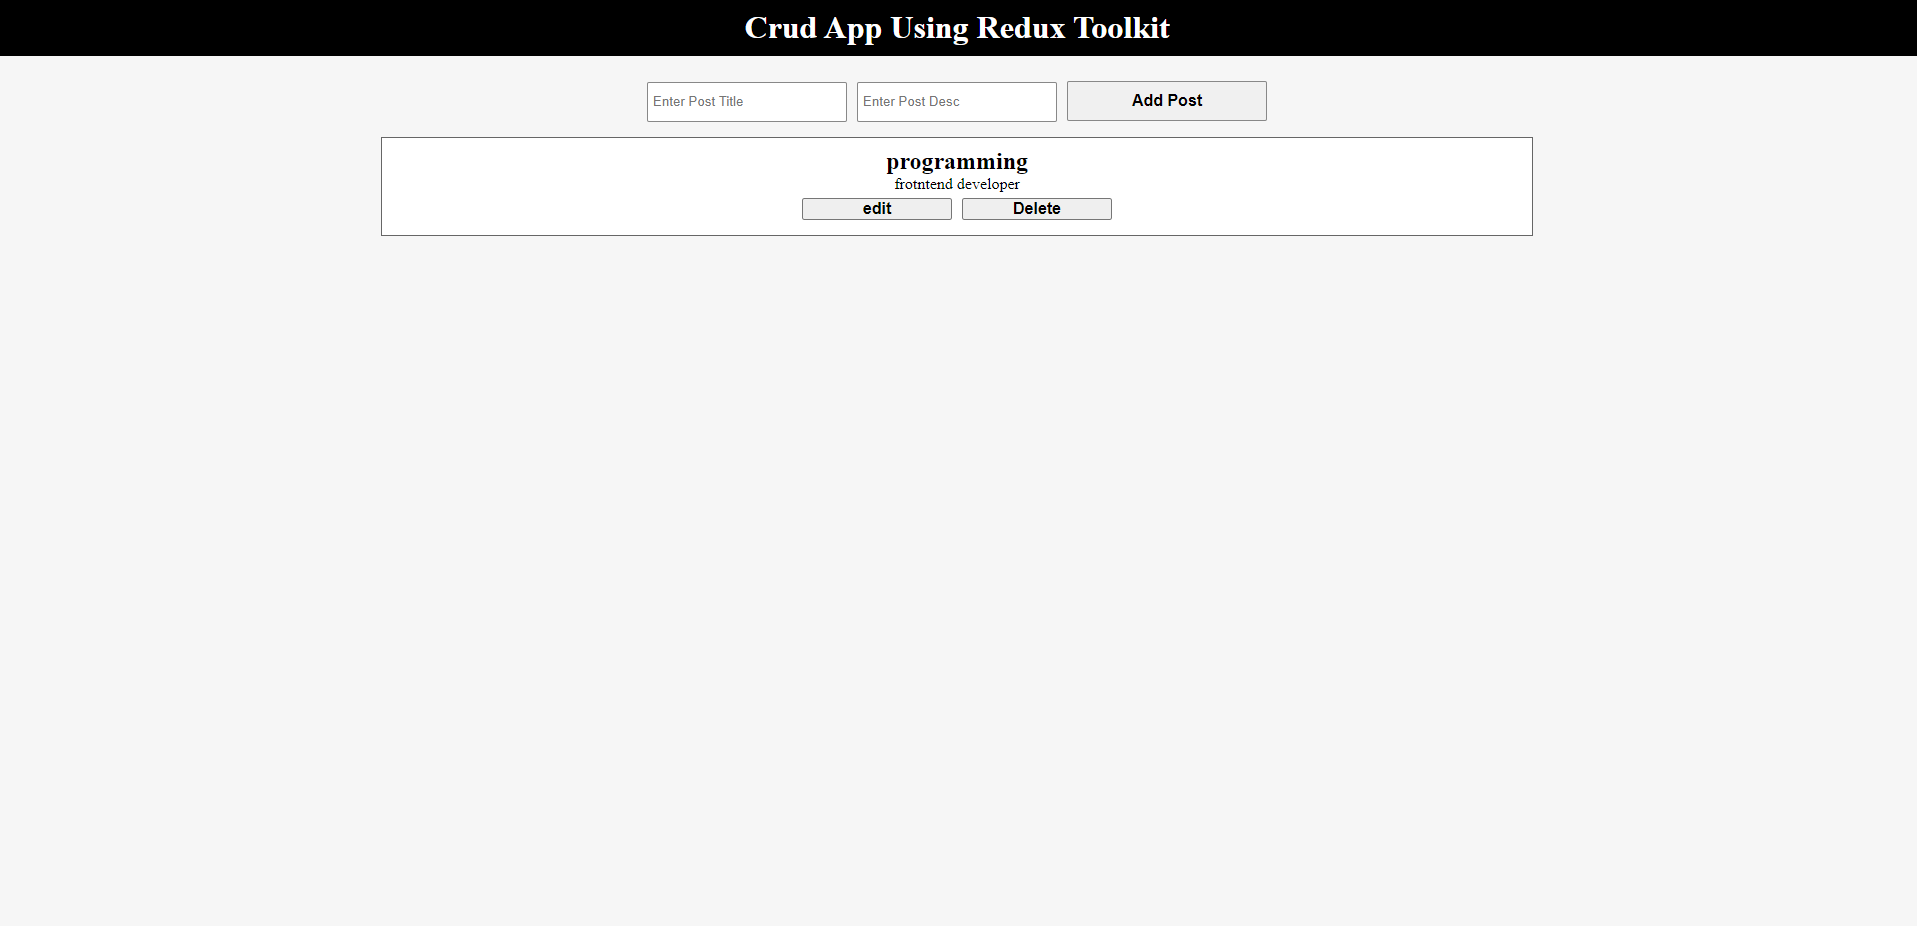 Crud App Using Redux Toolkit
Enter Post Title Enter Post Desc Add Post
programming
frotntend developer
edit Delete